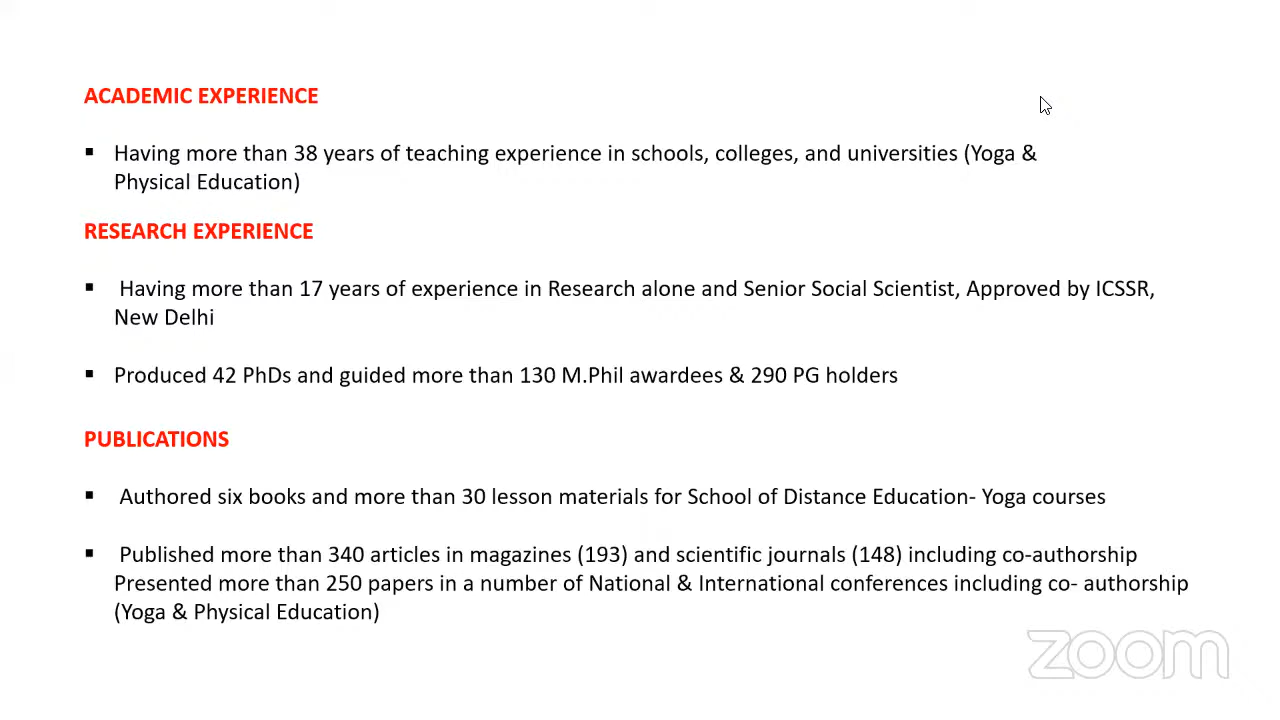 ACADEMIC EXPERIENCE
▪ Having more than 38 years of teaching experience in schools, colleges, and universities (Yoga &
Physical Education)
RESEARCH EXPERIENCE
▪ Having more than 17 years of experience in Research alone and Senior Social Scientist, Approved by ICSSR,
New Delhi
▪ Produced 42 PhDs and guided more than 130 M.Phil awardees & 290 PG holders
PUBLICATIONS
▪ Authored six books and more than 30 lesson materials for School of Distance Education- Yoga courses
▪ Published more than 340 articles in magazines (193) and scientific journals (148) including co-authorship
Presented more than 250 papers in a number of National & International conferences including co- authorship
(Yoga & Physical Education)
zoom